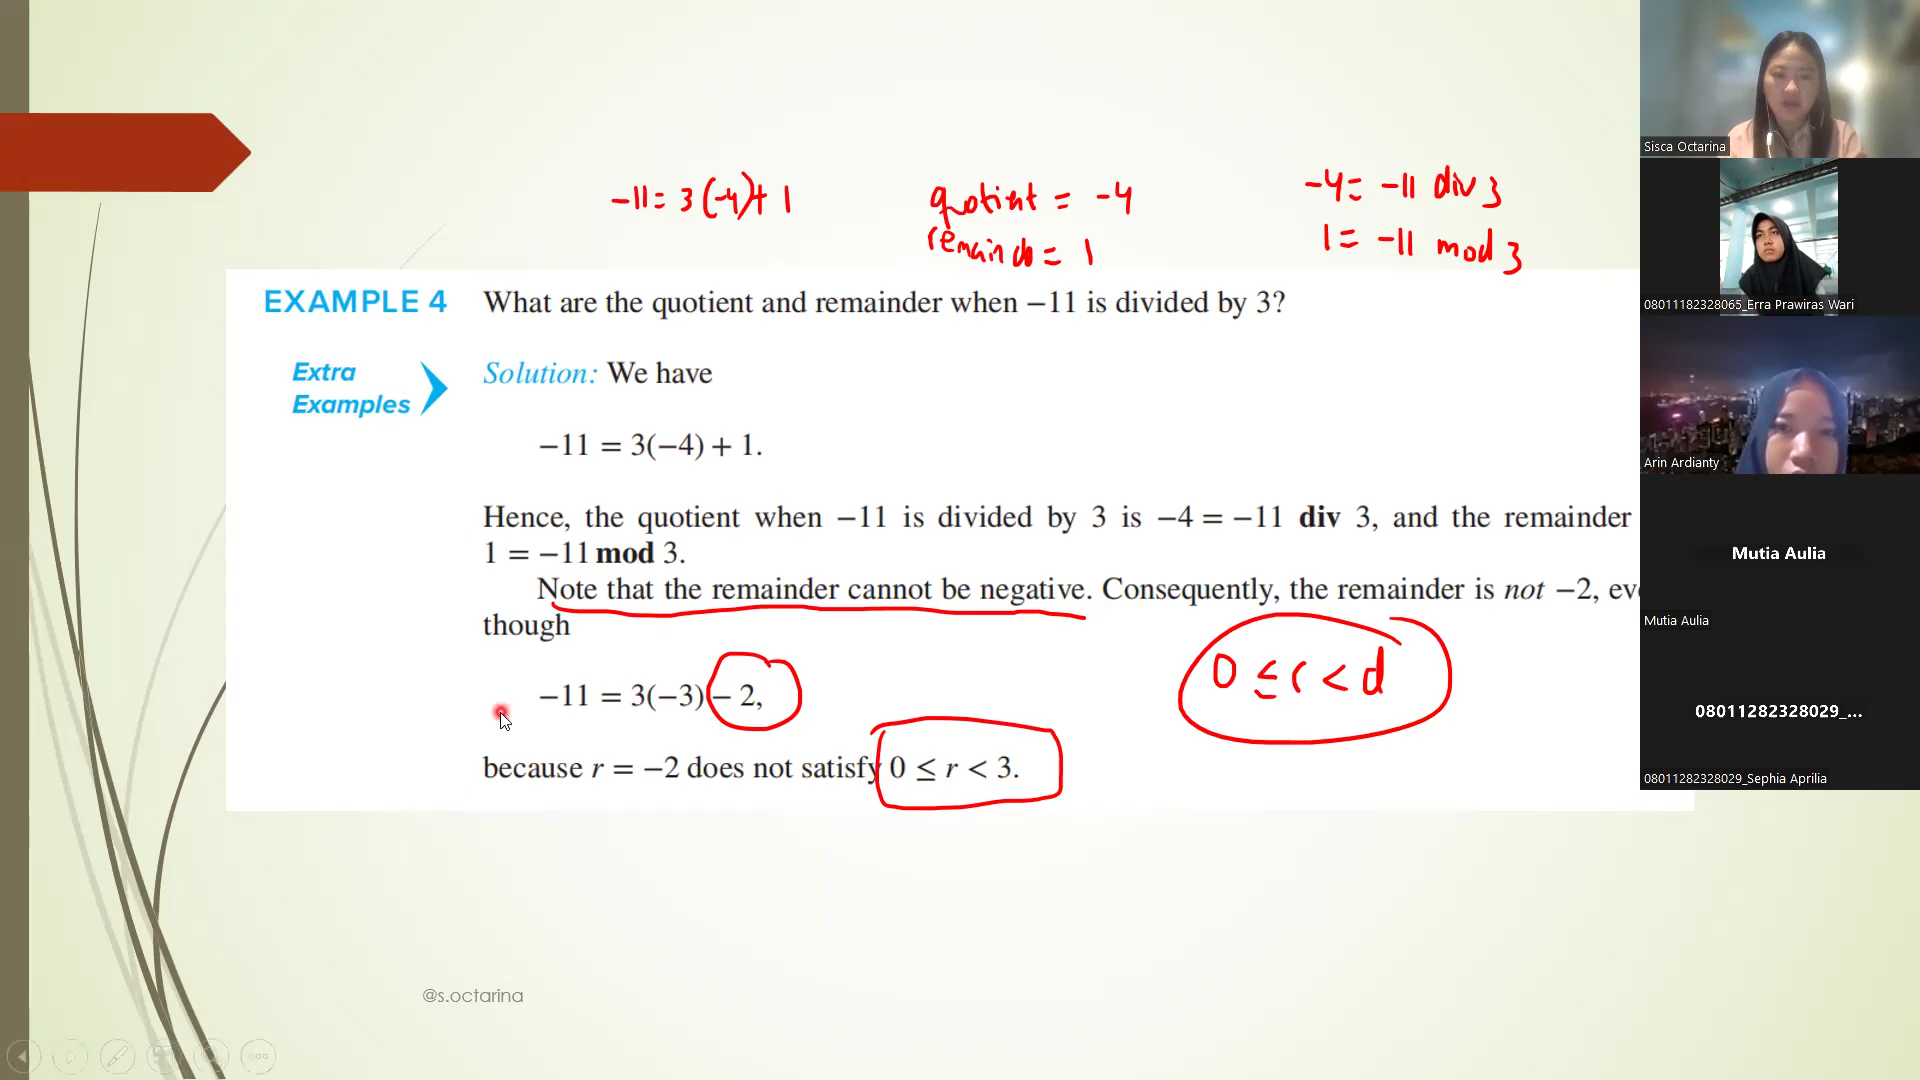 -11 = 3(-4) + 1
quotient = -4
-4 = -11 div 3
1 = -11 mod 3
EXAMPLE 4 What are the quotient and remainder when −11 is divided by 3?
Extra
Examples
Solution: We have
−11 = 3(−4) + 1.
Hence, the quotient when −11 is divided by 3 is −4 = −11 div 3, and the remainder
1 = −11 mod 3.
Note that the remainder cannot be negative. Consequently, the remainder is not −2,
though
−11 = 3(−3) − 2,
0 ≤ r < d
because r = −2 does not satisfy 0 ≤ r < 3.
@s.octarina
Sisca Octarina
08011182328065_Erra Prawiras Wari
Arin Ardianty
Mutia Aulia
Mutia Aulia
08011282328029_...
08011282328029_Sephia Aprilia